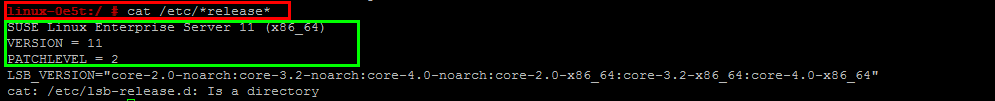 linux-0e5t:/ # cat /etc/*release*
SUSE Linux Enterprise Server 11 (x86_64)
VERSION = 11
PATCHLEVEL = 2
LSB_VERSION="core-2.0-noarch:core-3.2-noarch:core-4.0-noarch:core-2.0-x86_64:core-3.2-x86_64:core-4.0-x86_64"
cat: /etc/lsb-release.d: Is a directory